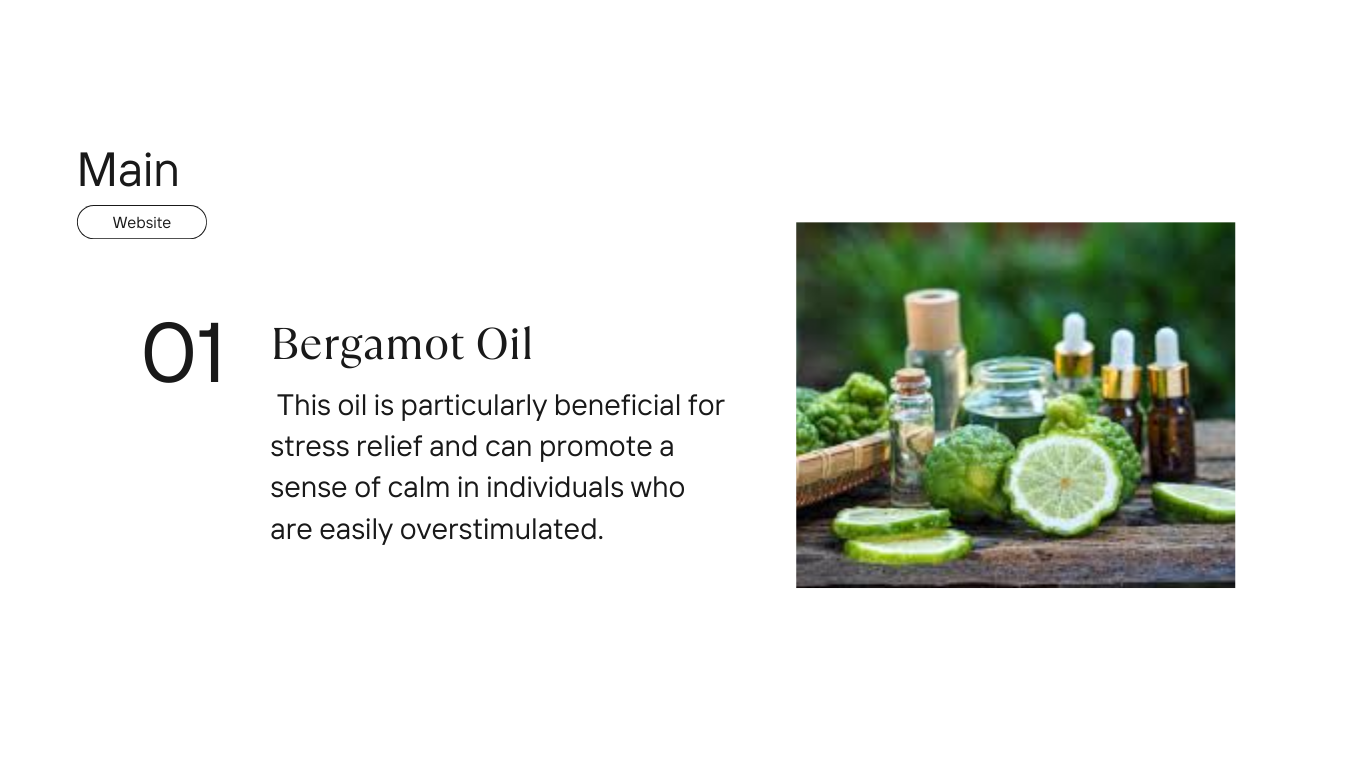 Main
Website
01
Bergamot Oil
This oil is particularly beneficial for
stress relief and can promote a
sense of calm in individuals who
are easily overstimulated.